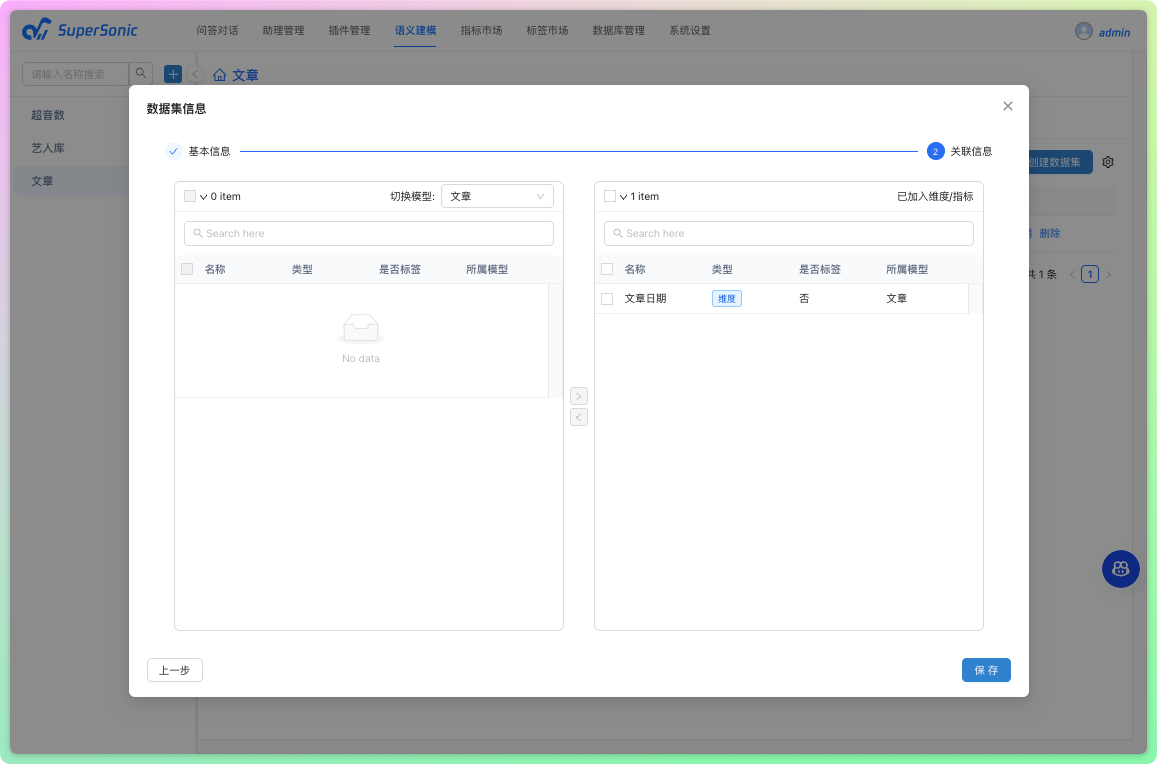 SuperSonic 问答对话 助理管理 插件管理 语义建模 指标市场 标签市场 数据库管理 系统设置 admin
请输入名称搜索
文章
超音数
艺人库
文章
创建数据集
删除
共 1 条 1
数据集信息
基本信息 2 关联信息
0 item 切换模型: 文章
Search here
名称 类型 是否标签 所属模型
No data
1 item 已加入维度/指标
Search here
名称 类型 是否标签 所属模型
文章日期 维度 否 文章
上一步 保 存